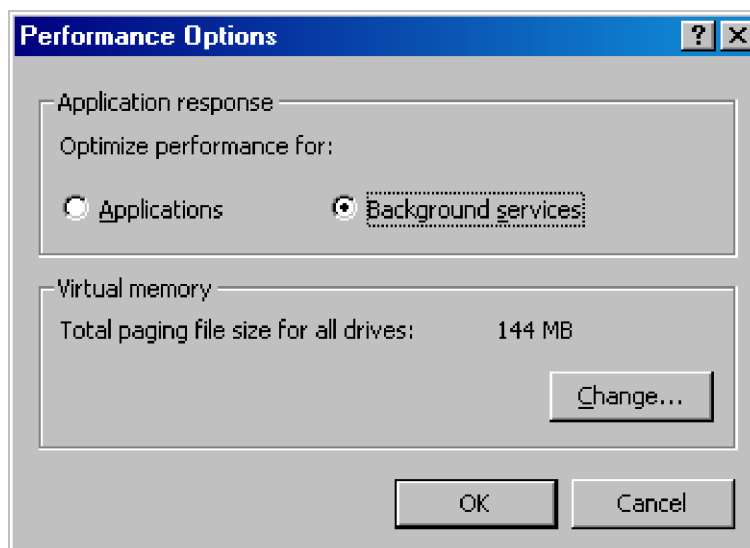 Performance Options
Application response
Optimize performance for:
Applications Background services
Virtual memory
Total paging file size for all drives: 144 MB
Change...
OK Cancel